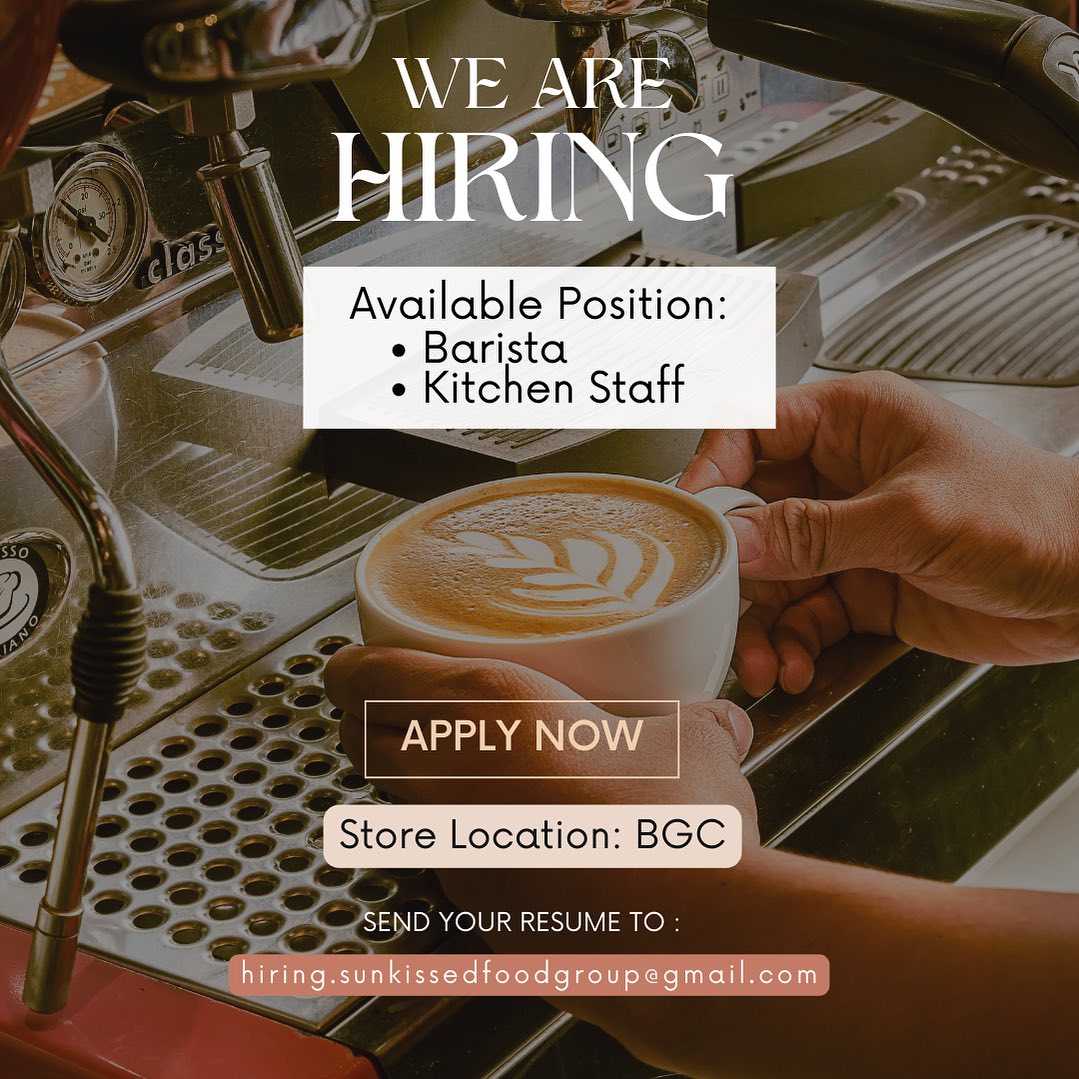 WE ARE
HIRING
Available Position:
• Barista
• Kitchen Staff
APPLY NOW
Store Location: BGC
SEND YOUR RESUME TO :
hiring.sunkissedfoodgroup@gmail.com
classi